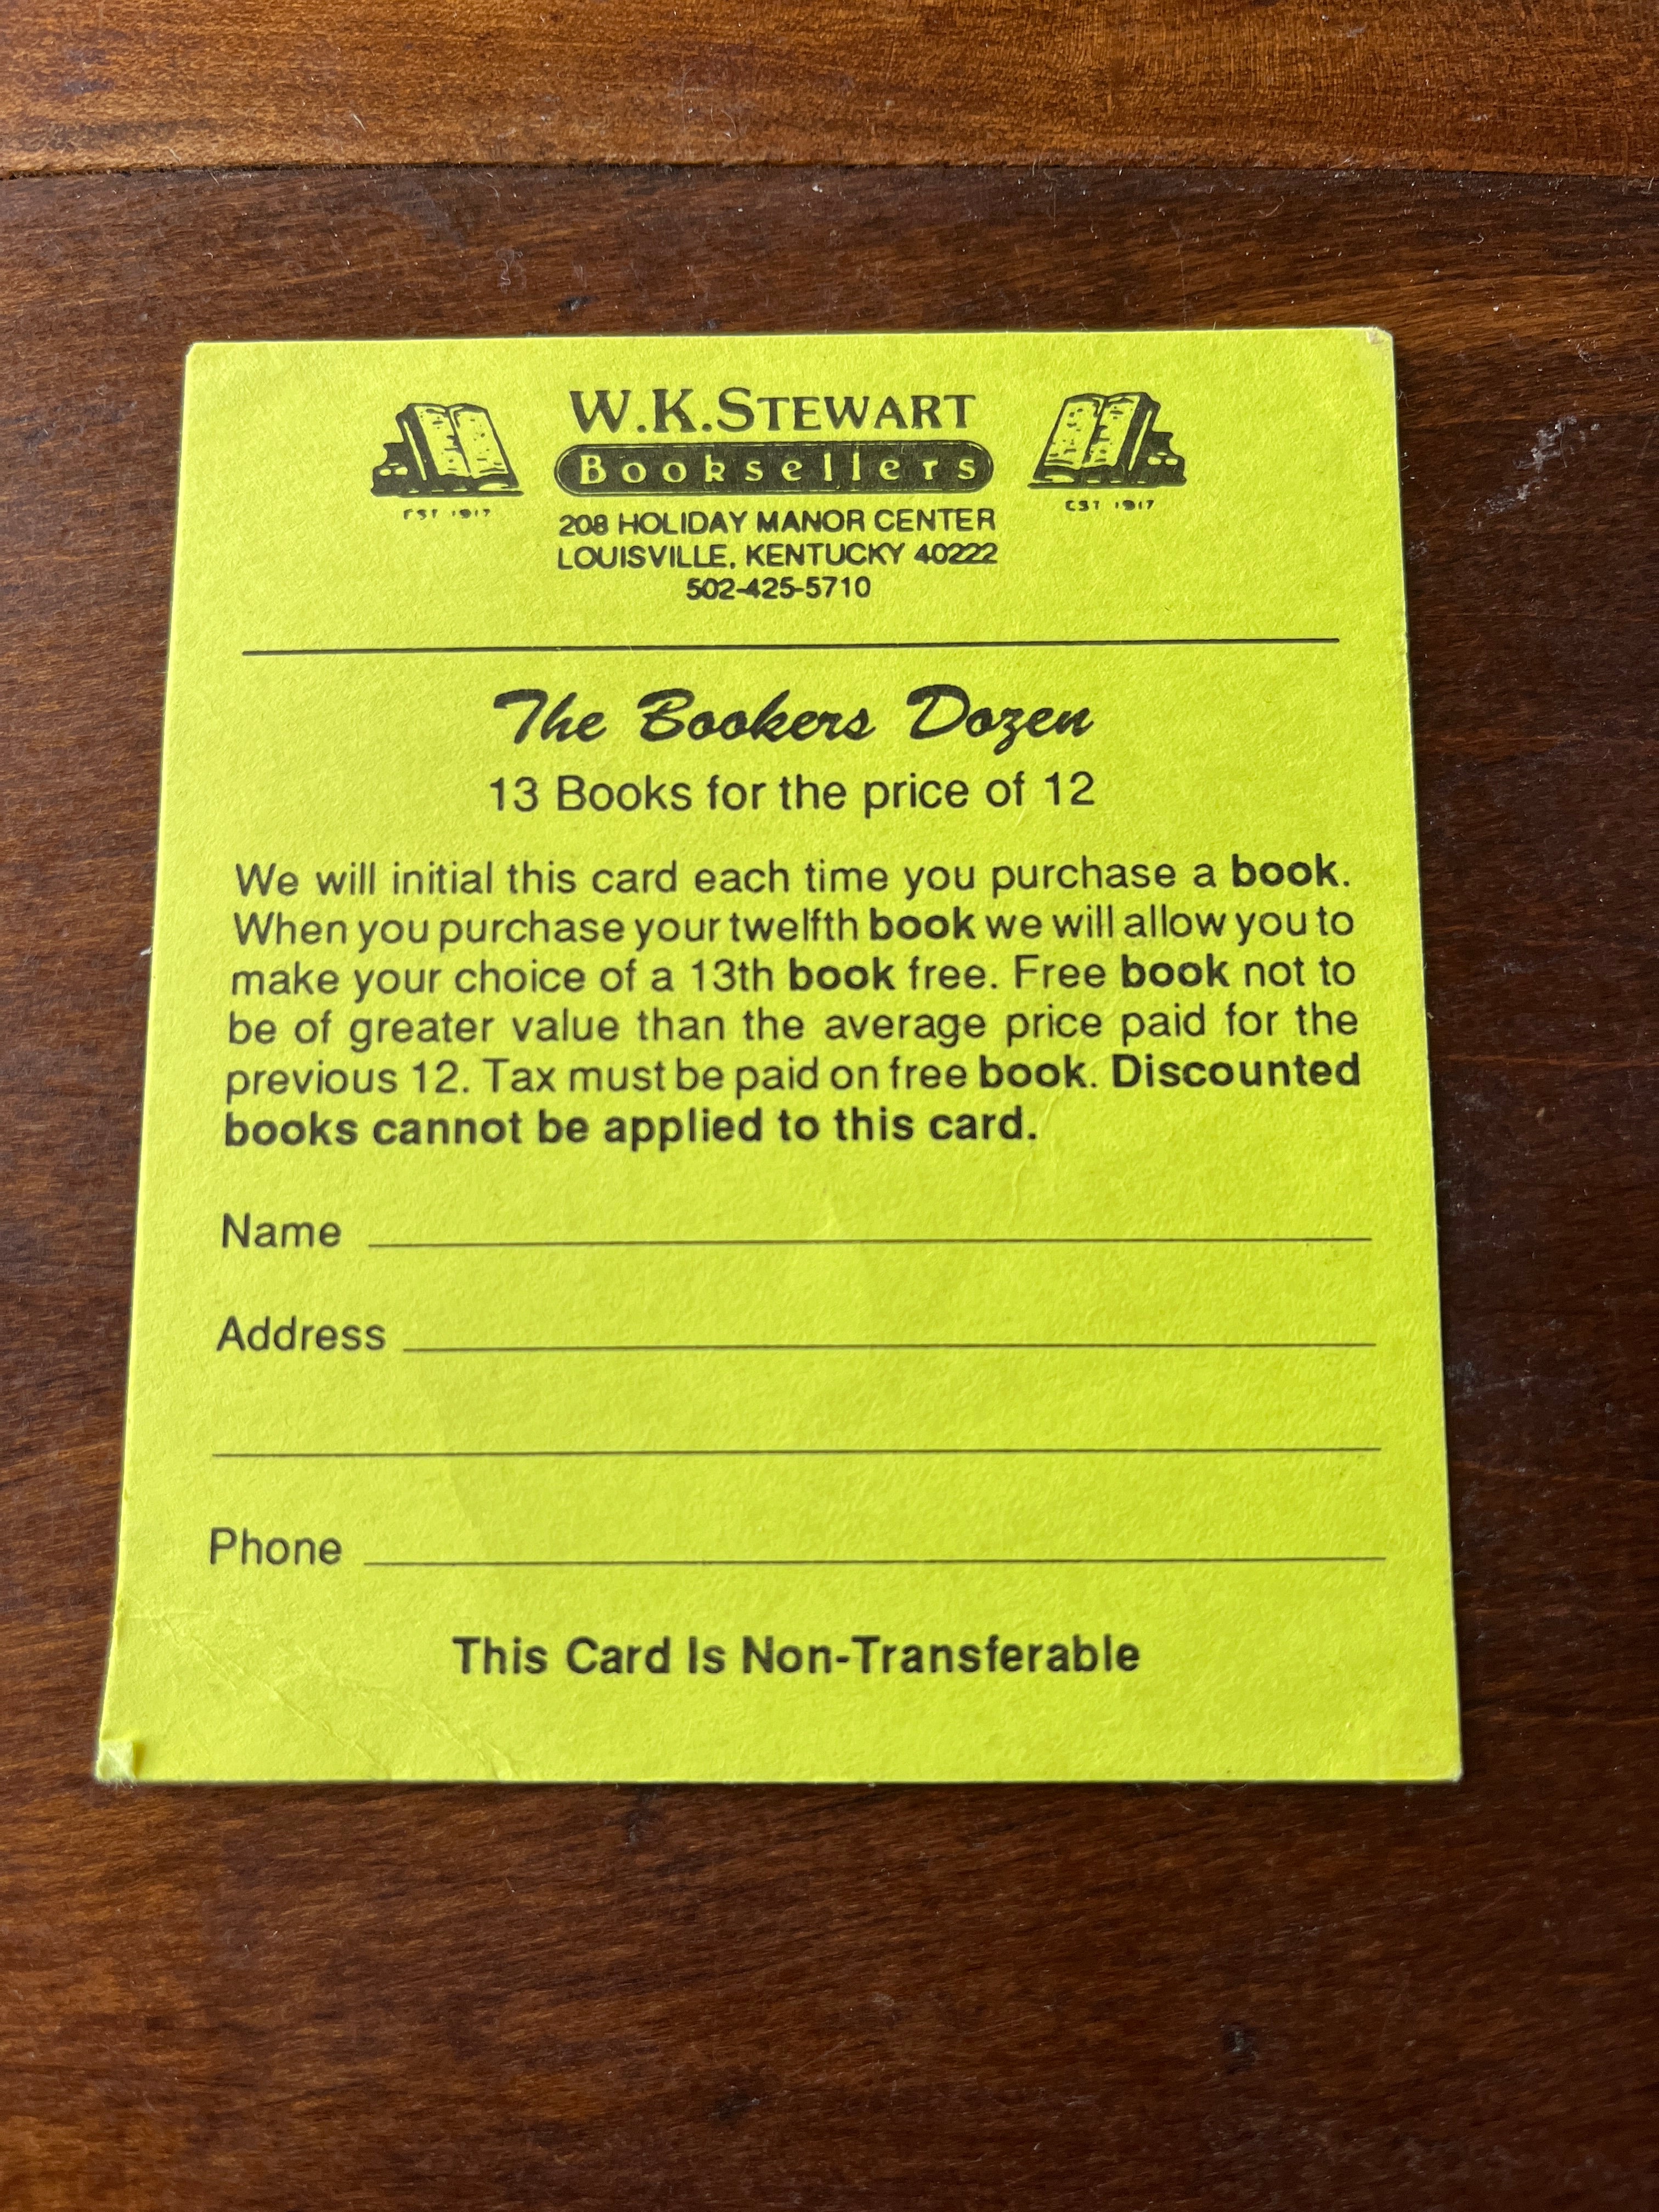 W.K.STEWART
Booksellers
EST 1917
EST 1917
208 HOLIDAY MANOR CENTER
LOUISVILLE, KENTUCKY 40222
502-425-5710
The Bookers Dozen
13 Books for the price of 12
We will initial this card each time you purchase a book.
When you purchase your twelfth book we will allow you to
make your choice of a 13th book free. Free book not to
be of greater value than the average price paid for the
previous 12. Tax must be paid on free book. Discounted
books cannot be applied to this card.
Name
Address
Phone
This Card Is Non-Transferable